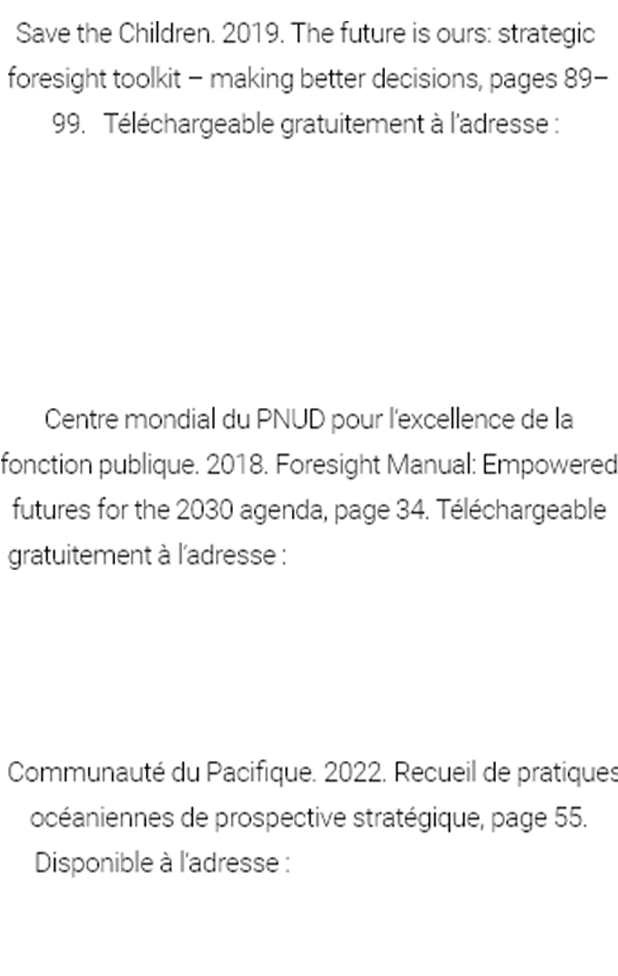 Save the Children. 2019. The future is ours: strategic
foresight toolkit – making better decisions, pages 89–
99. Téléchargeable gratuitement à l'adresse :
Centre mondial du PNUD pour l'excellence de la
fonction publique. 2018. Foresight Manual: Empowered
futures for the 2030 agenda, page 34. Téléchargeable
gratuitement à l'adresse :
Communauté du Pacifique. 2022. Recueil de pratiques
océaniennes de prospective stratégique, page 55.
Disponible à l'adresse :